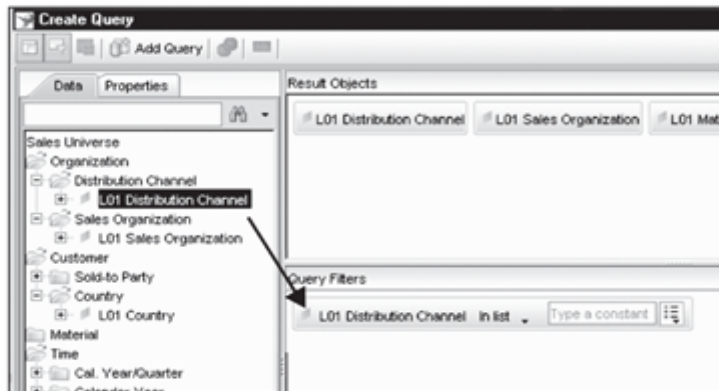 Create Query
Add Query
Data Properties
Result Objects
L01 Distribution Channel L01 Sales Organization L01 Mat
Sales Universe
Organization
Distribution Channel
L01 Distribution Channel
Sales Organization
L01 Sales Organization
Customer
Sold-to Party
Country
L01 Country
Material
Time
Cal. Year/Quarter
Calendar Year
Query Filters
L01 Distribution Channel In list Type a constant